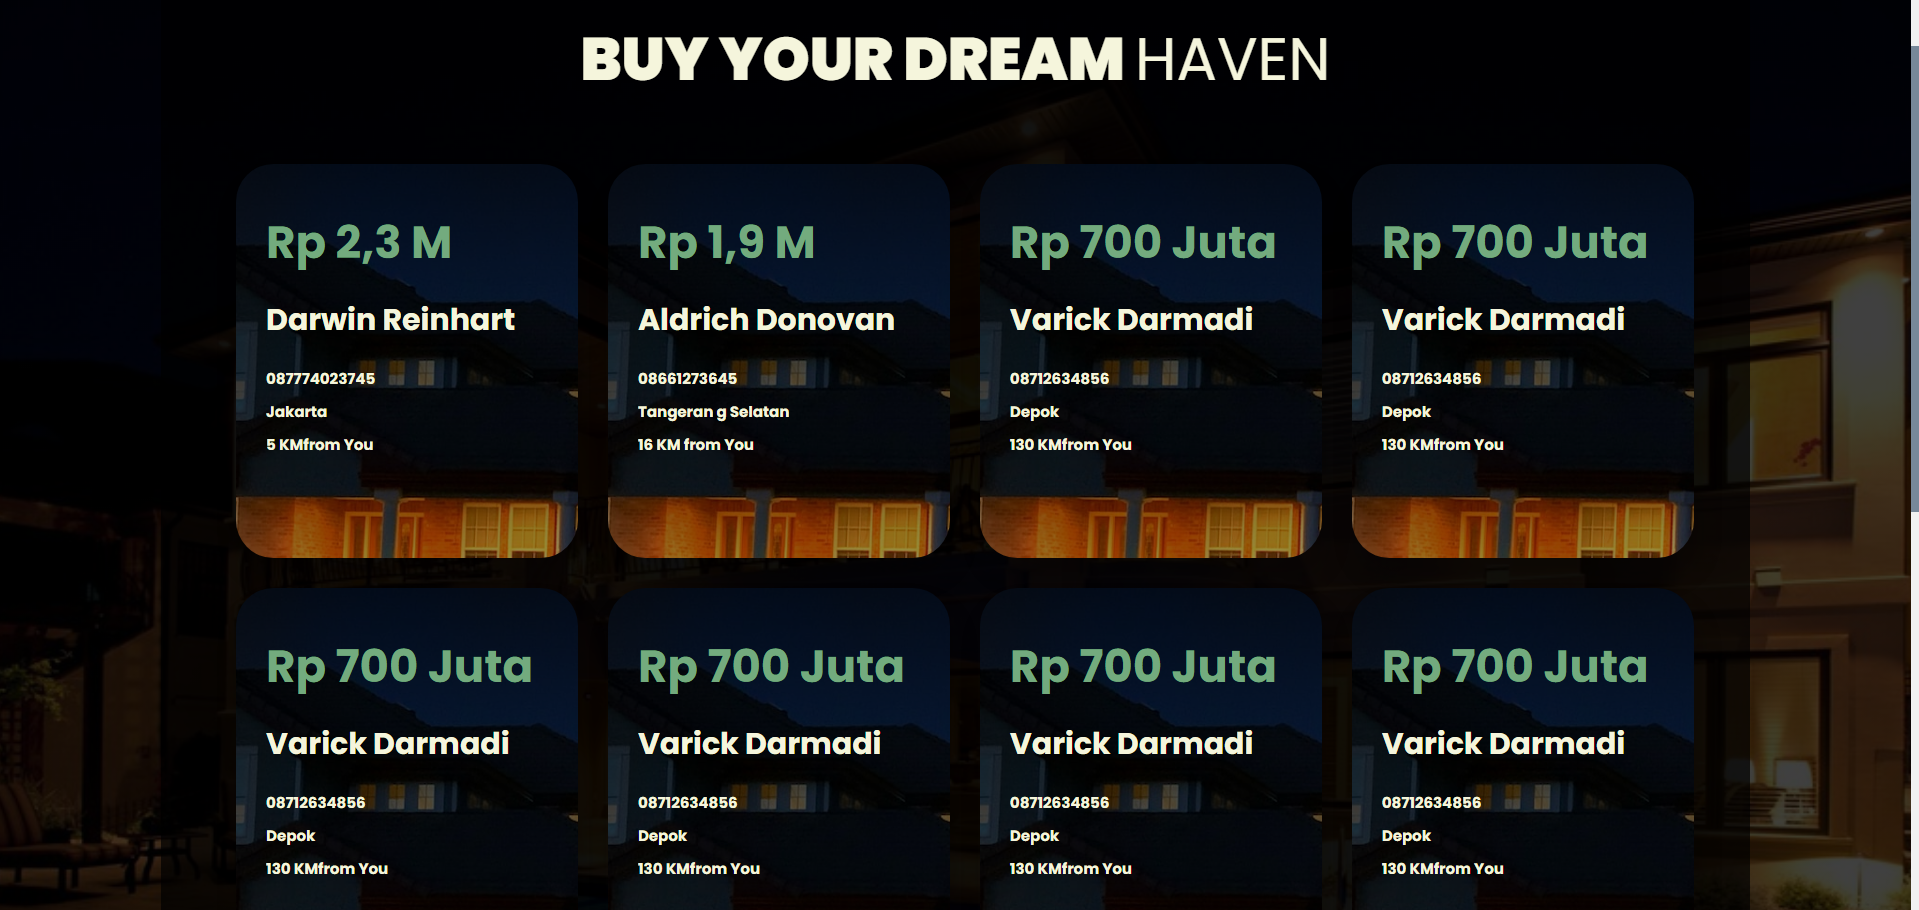 BUY YOUR DREAM HAVEN
Rp 2,3 M
Darwin Reinhart
087774023745
Jakarta
5 KMfrom You
Rp 1,9 M
Aldrich Donovan
08661273645
Tangeran g Selatan
16 KM from You
Rp 700 Juta
Varick Darmadi
08712634856
Depok
130 KMfrom You
Rp 700 Juta
Varick Darmadi
08712634856
Depok
130 KMfrom You
Rp 700 Juta
Varick Darmadi
08712634856
Depok
130 KMfrom You
Rp 700 Juta
Varick Darmadi
08712634856
Depok
130 KMfrom You
Rp 700 Juta
Varick Darmadi
08712634856
Depok
130 KMfrom You
Rp 700 Juta
Varick Darmadi
08712634856
Depok
130 KMfrom You